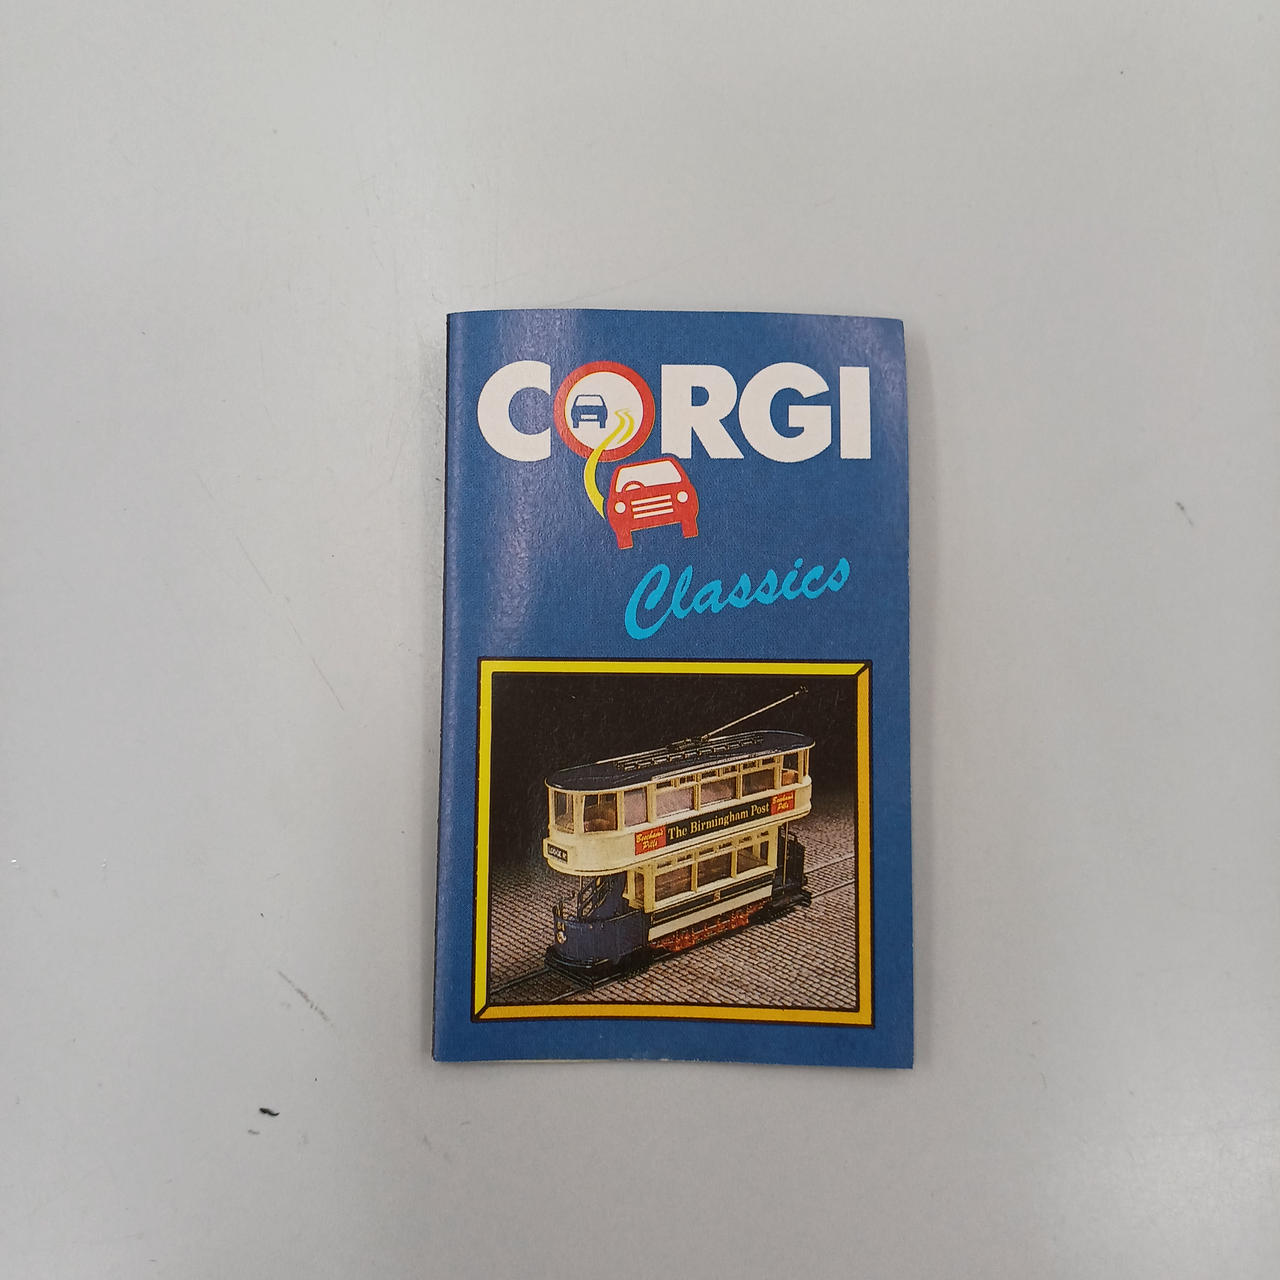 CORGI
Classics
Beecham's
Pills
The Birmingham Post
Beecham's
Pills